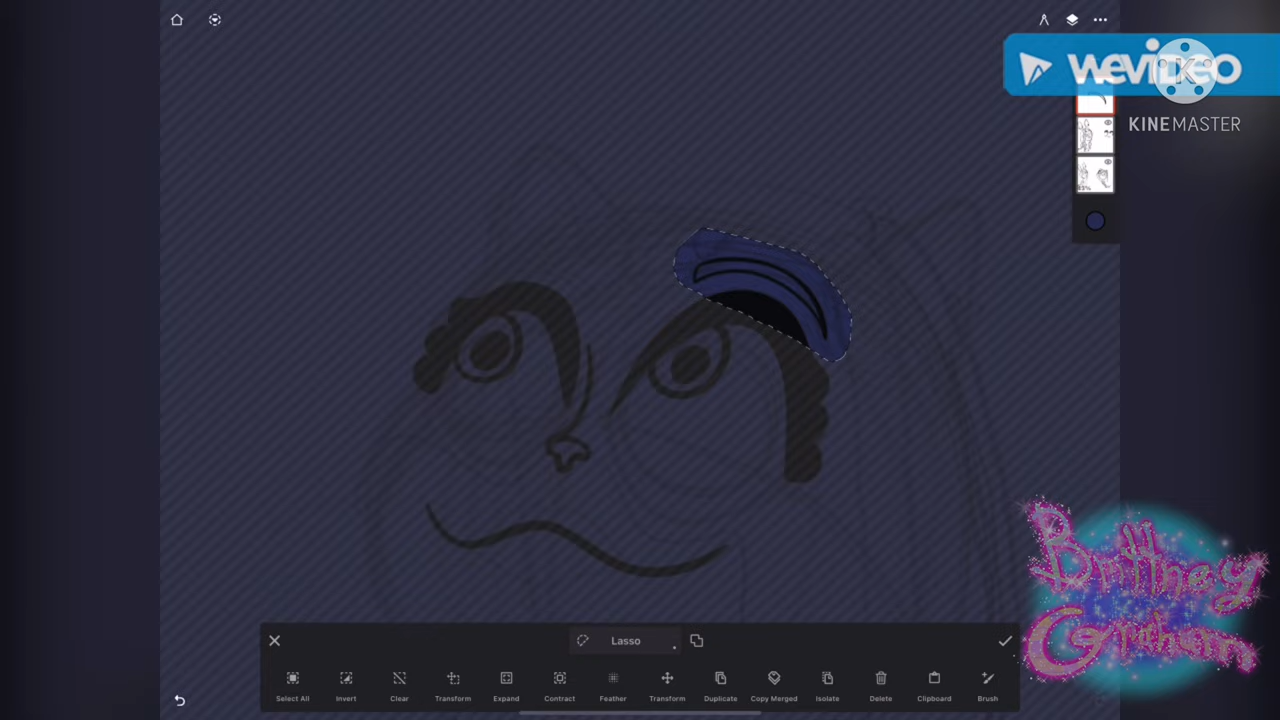 wevideo
K
KINEMASTER
83%
Brittney
Graham
Lasso
Select All Invert Clear Transform Expand Contract Feather Transform Duplicate Copy Merged Isolate Delete Clipboard Brush